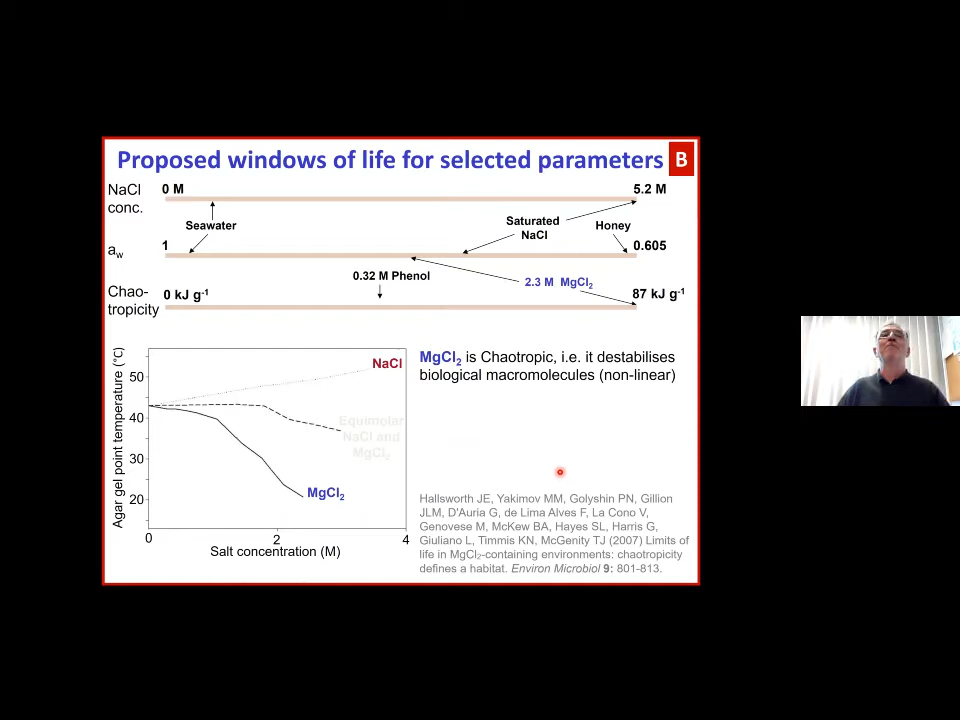 Proposed windows of life for selected parameters B
NaCl
conc.
0 M
5.2 M
Seawater
Saturated
NaCl
Honey
aw
1
0.605
0.32 M Phenol
2.3 M MgCl2
Chao-
tropicity
0 kJ g-1
87 kJ g-1
Agar gel point temperature (°C)
50
40
30
20
NaCl
Equimolar
NaCl and
MgCl2
MgCl2
0
2
4
Salt concentration (M)
MgCl2 is Chaotropic, i.e. it destabilises
biological macromolecules (non-linear)
Hallsworth JE, Yakimov MM, Golyshin PN, Gillion
JLM, D'Auria G, de Lima Alves F, La Cono V,
Genovese M, McKew BA, Hayes SL, Harris G,
Giuliano L, Timmis KN, McGenity TJ (2007) Limits of
life in MgCl2-containing environments: chaotropicity
defines a habitat. Environ Microbiol 9: 801-813.